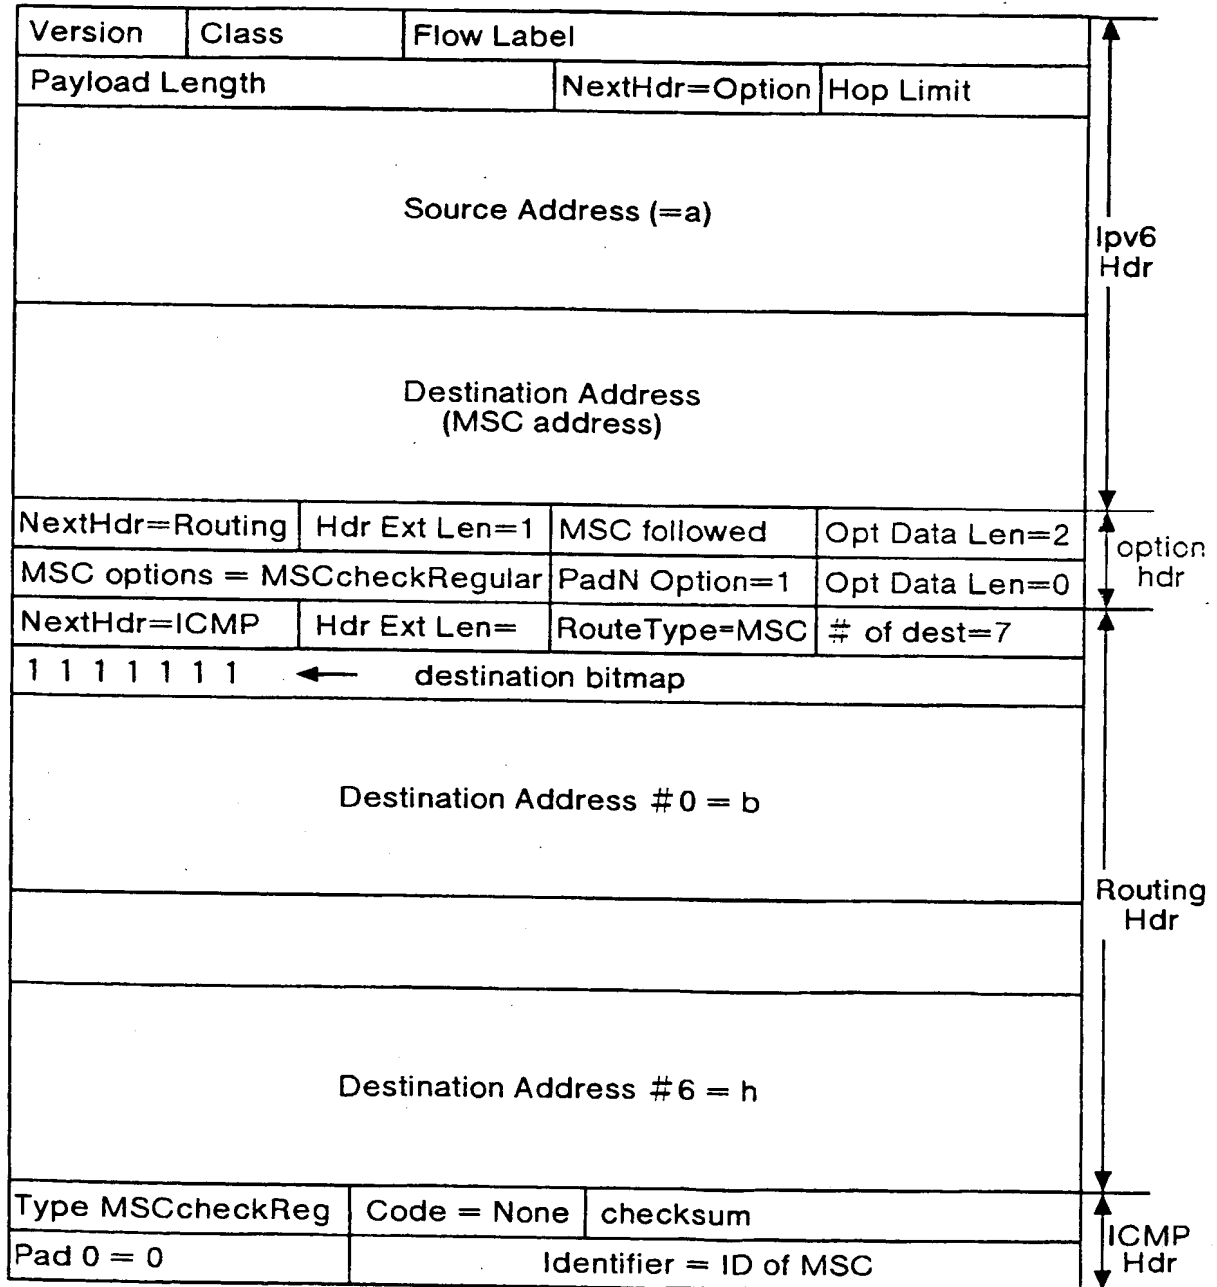 Version Class Flow Label
Payload Length NextHdr=Option Hop Limit
Source Address (=a)
Ipv6
Hdr
Destination Address
(MSC address)
NextHdr=Routing Hdr Ext Len=1 MSC followed Opt Data Len=2
MSC options = MSCcheckRegular PadN Option=1 Opt Data Len=0
option
hdr
NextHdr=ICMP Hdr Ext Len= RouteType=MSC # of dest=7
1 1 1 1 1 1 1 ← destination bitmap
Destination Address #0 = b
Routing
Hdr
Destination Address #6 = h
Type MSCcheckReg Code = None checksum
Pad 0 = 0 Identifier = ID of MSC
ICMP
Hdr